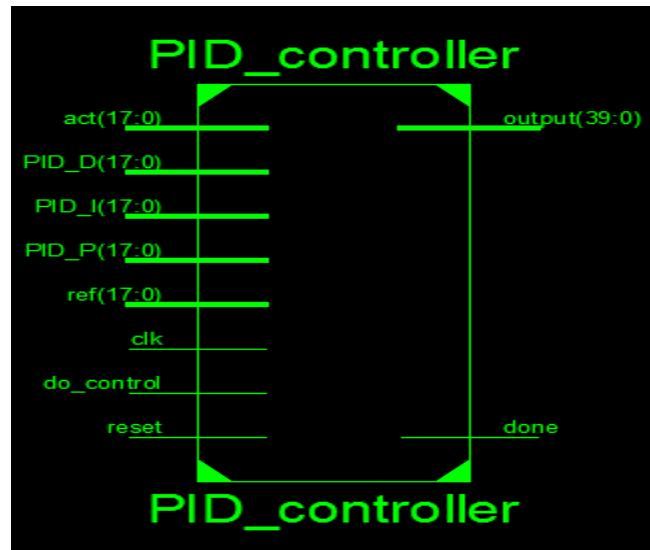 PID_controller
act(17:0)
output(39:0)
PID_D(17:0)
PID_I(17:0)
PID_P(17:0)
ref(17:0)
clk
do_control
reset
done
PID_controller